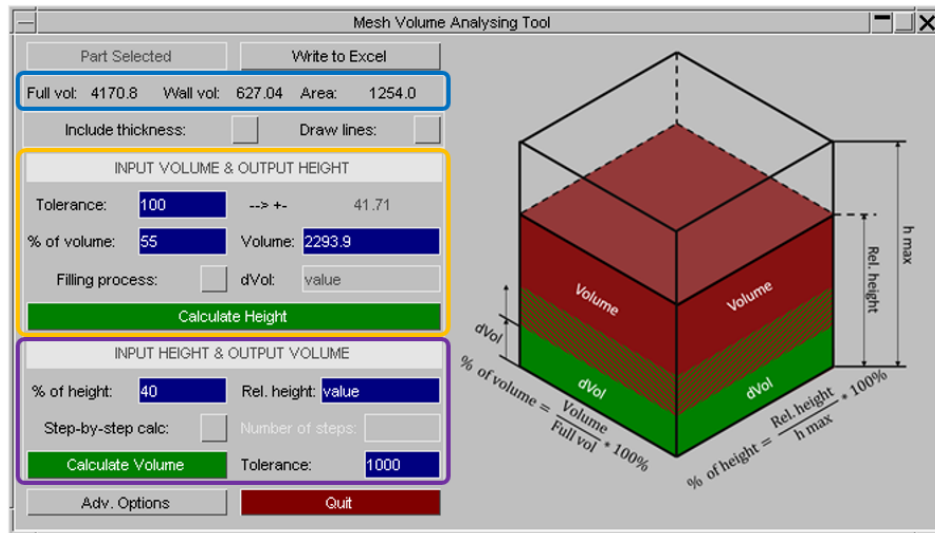 Mesh Volume Analysing Tool
Part Selected Write to Excel
Full vol: 4170.8 Wall vol: 627.04 Area: 1254.0
Include thickness: Draw lines:
INPUT VOLUME & OUTPUT HEIGHT
Tolerance: 100 --> +- 41.71
% of volume: 55 Volume: 2293.9
Filling process: dVol: value
Calculate Height
INPUT HEIGHT & OUTPUT VOLUME
% of height: 40 Rel. height: value
Step-by-step calc: Number of steps:
Calculate Volume Tolerance: 1000
Adv. Options Quit
h max
Rel. height
Volume Volume
dVol
dVol dVol
% of volume = Volume / Full vol * 100%
% of height = Rel. height / h max * 100%